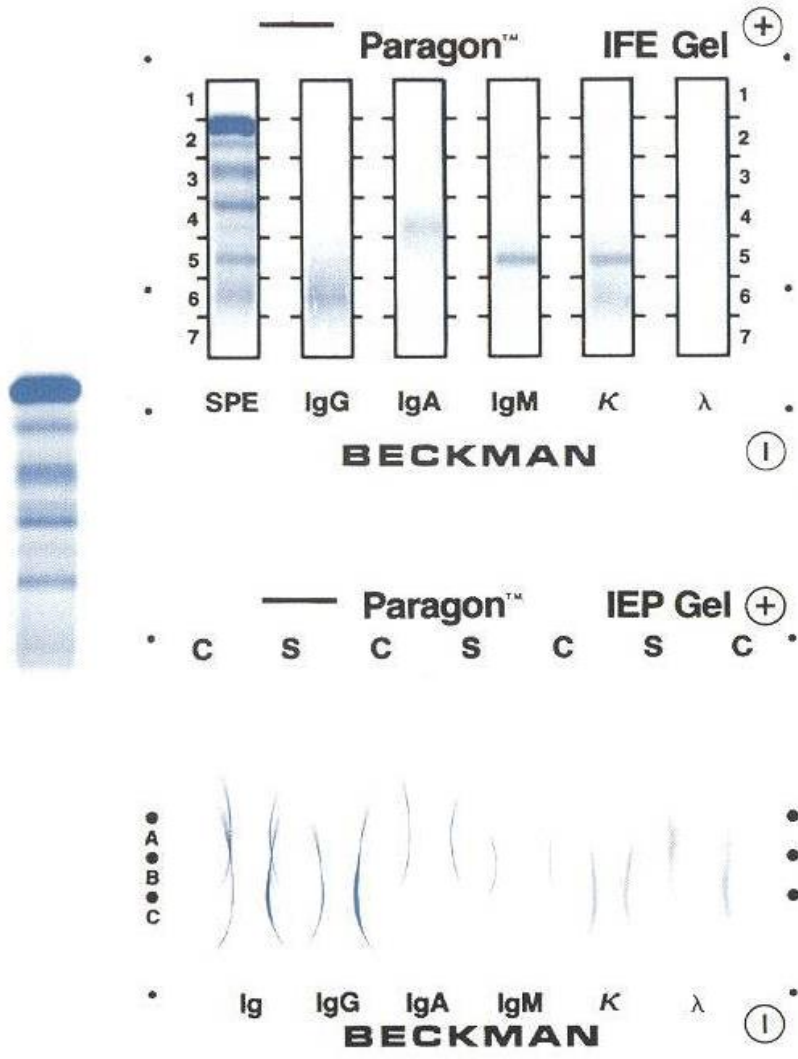 Paragon™ IFE Gel +
1 1
2 2
3 3
4 4
5 5
6 6
7 7
SPE IgG IgA IgM κ λ
BECKMAN
Paragon™ IEP Gel +
C S C S C S C
A
B
C
Ig IgG IgA IgM κ λ
BECKMAN